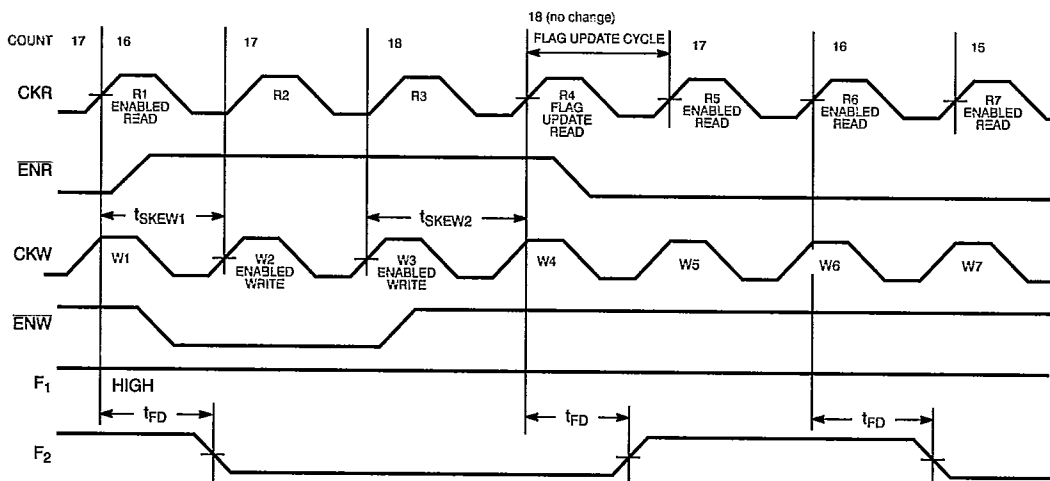 18 (no change)
COUNT 17 16 17 18 FLAG UPDATE CYCLE 17 16 15
CKR
R1 ENABLED READ
R2
R3
R4 FLAG UPDATE READ
R5 ENABLED READ
R6 ENABLED READ
R7 ENABLED READ
ENR
tSKEW1 tSKEW2
CKW
W1
W2 ENABLED WRITE
W3 ENABLED WRITE
W4
W5
W6
W7
ENW
F1 HIGH
tFD tFD tFD
F2